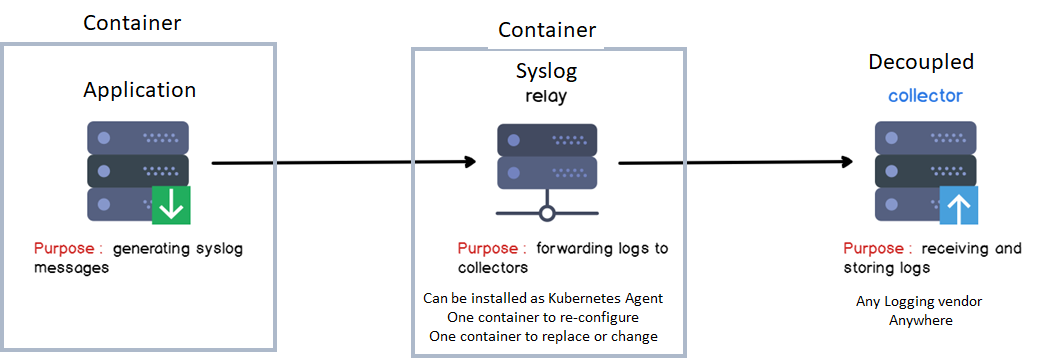 Container
Application
Purpose : generating syslog
messages
Container
Syslog
relay
Purpose : forwarding logs to
collectors
Can be installed as Kubernetes Agent
One container to re-configure
One container to replace or change
Decoupled
collector
Purpose : receiving and
storing logs
Any Logging vendor
Anywhere